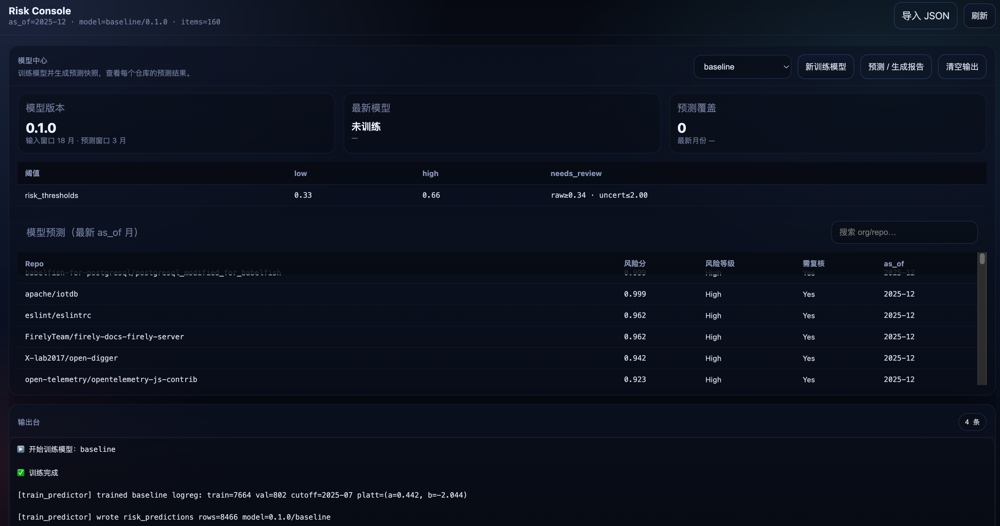 Risk Console
as_of=2025-12 · model=baseline/0.1.0 · items=160
导入 JSON
刷新
模型中心
训练模型并生成预测快照，查看每个仓库的预测结果。
baseline
新训练模型
预测 / 生成报告
清空输出
模型版本
0.1.0
输入窗口 18 月 · 预测窗口 3 月
最新模型
未训练
—
预测覆盖
0
最新月份 —
阈值 low high needs_review
risk_thresholds 0.33 0.66 raw≥0.34 · uncert≤2.00
模型预测（最新 as_of 月）
搜索 org/repo…
Repo 风险分 风险等级 需复核 as_of
babelfish-for-postgresql/postgresql_modified_for_babelfish 0.999 High Yes 2025-12
apache/iotdb 0.999 High Yes 2025-12
eslint/eslintrc 0.962 High Yes 2025-12
FirelyTeam/firely-docs-firely-server 0.962 High Yes 2025-12
X-lab2017/open-digger 0.942 High Yes 2025-12
open-telemetry/opentelemetry-js-contrib 0.923 High Yes 2025-12
输出台
4 条
▶️ 开始训练模型：baseline
✅ 训练完成
[train_predictor] trained baseline logreg: train=7664 val=802 cutoff=2025-07 platt=(a=0.442, b=-2.044)
[train_predictor] wrote risk_predictions rows=8466 model=0.1.0/baseline